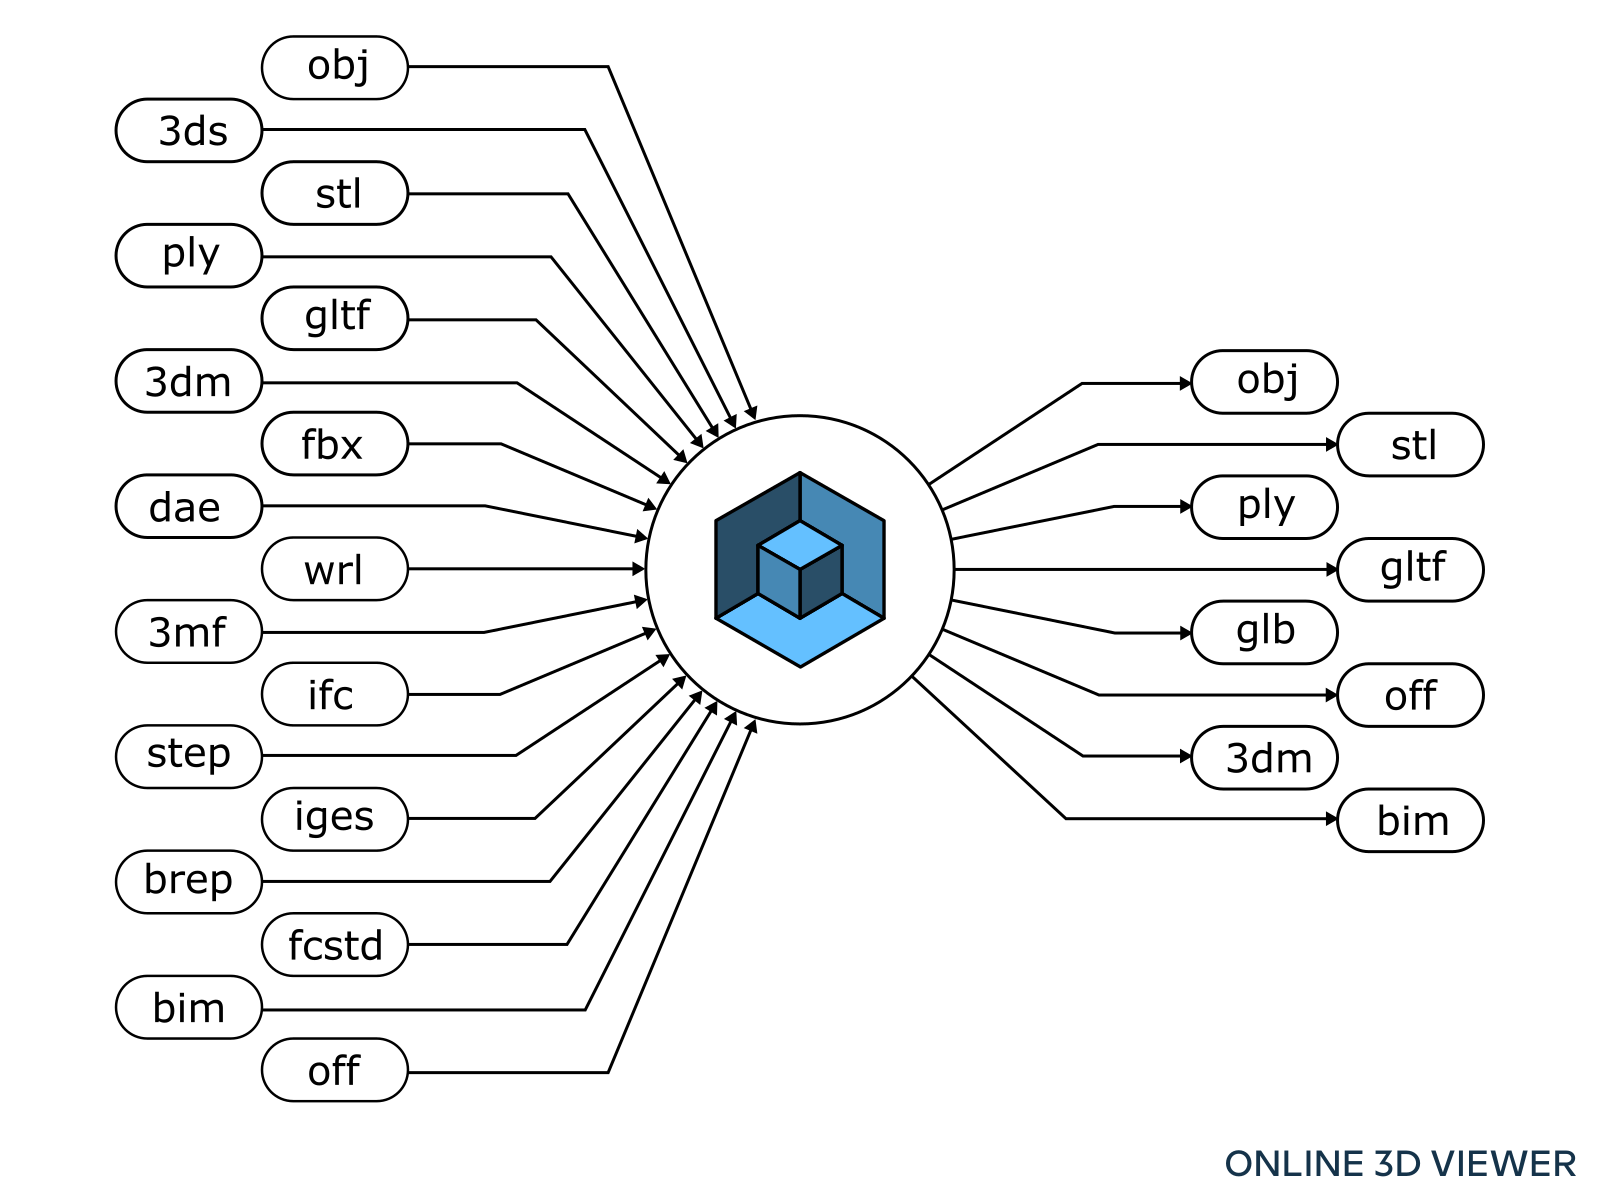 obj
3ds
stl
ply
gltf
3dm
fbx
dae
wrl
3mf
ifc
step
iges
brep
fcstd
bim
off
obj
stl
ply
gltf
glb
off
3dm
bim
ONLINE 3D VIEWER